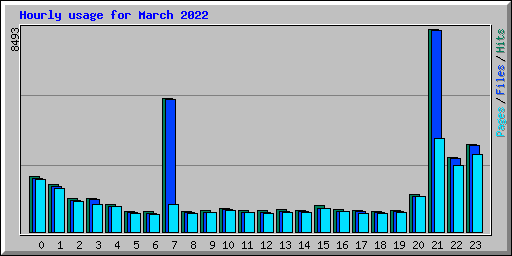 Hourly usage for March 2022
8493
Pages/Files/Hits
0 1 2 3 4 5 6 7 8 9 10 11 12 13 14 15 16 17 18 19 20 21 22 23